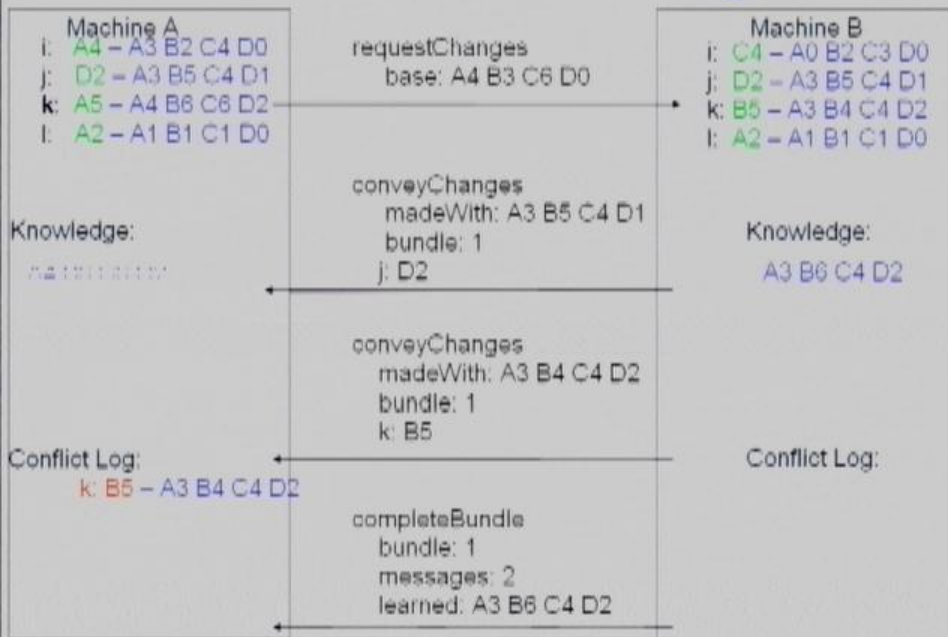 Machine A
i: A4 – A3 B2 C4 D0
j: D2 – A3 B5 C4 D1
k: A5 – A4 B6 C6 D2
l: A2 – A1 B1 C1 D0
Knowledge:
Conflict Log:
k: B5 – A3 B4 C4 D2
requestChanges
base: A4 B3 C6 D0
conveyChanges
madeWith: A3 B5 C4 D1
bundle: 1
j: D2
conveyChanges
madeWith: A3 B4 C4 D2
bundle: 1
k: B5
completeBundle
bundle: 1
messages: 2
learned: A3 B6 C4 D2
Machine B
i: C4 – A0 B2 C3 D0
j: D2 – A3 B5 C4 D1
k: B5 – A3 B4 C4 D2
l: A2 – A1 B1 C1 D0
Knowledge:
A3 B6 C4 D2
Conflict Log: